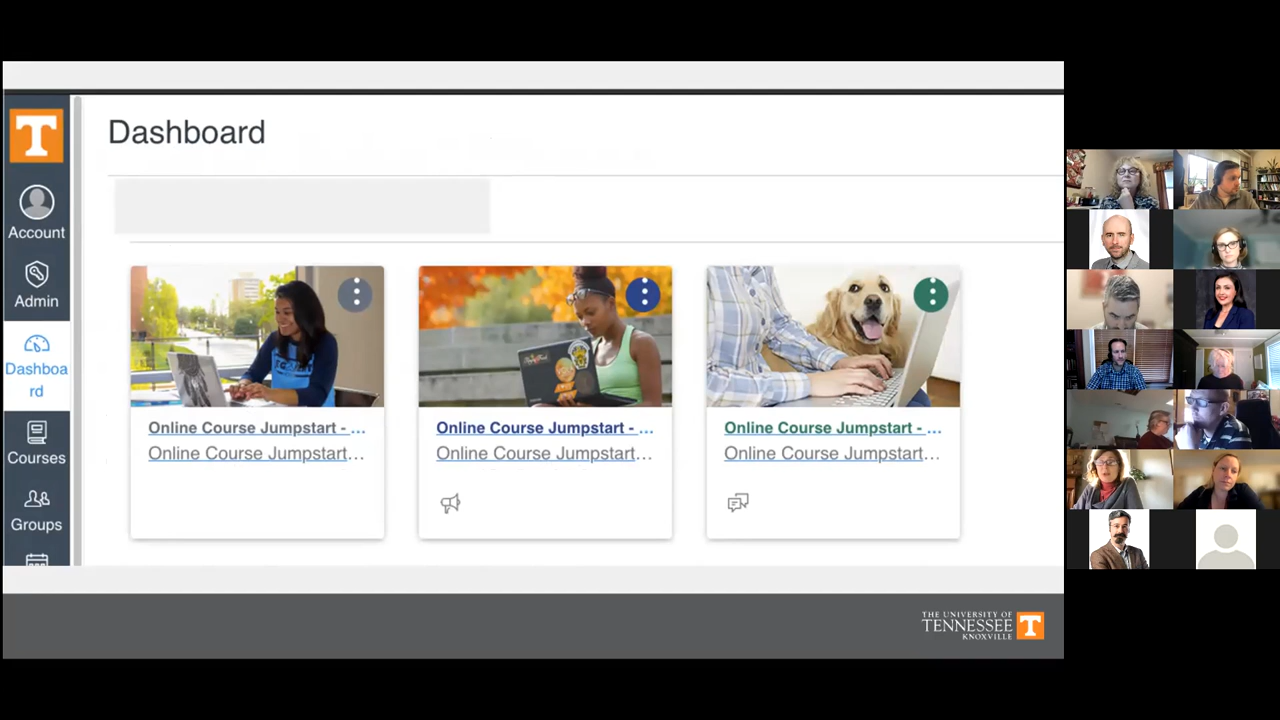 Dashboard
Account
Admin
Dashboa
rd
Courses
Groups
Online Course Jumpstart - ...
Online Course Jumpstart...
Online Course Jumpstart - ...
Online Course Jumpstart...
Online Course Jumpstart - ...
Online Course Jumpstart...
THE UNIVERSITY OF
TENNESSEE
KNOXVILLE
T